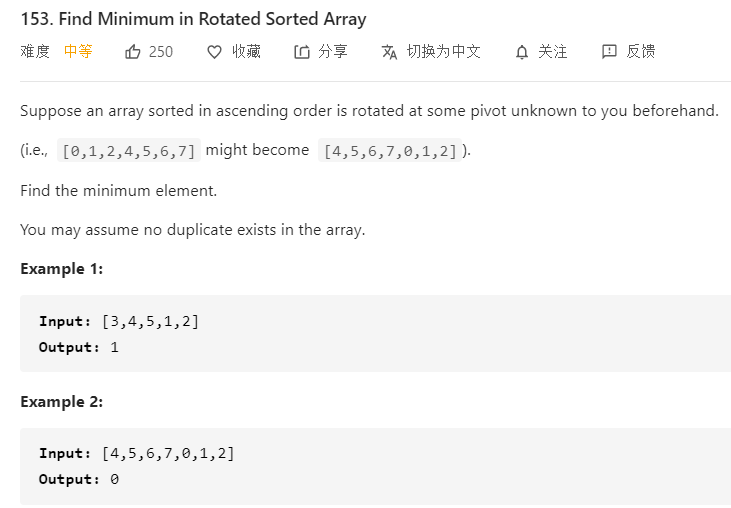 153. Find Minimum in Rotated Sorted Array
难度 中等 250 收藏 分享 切换为中文 关注 反馈
Suppose an array sorted in ascending order is rotated at some pivot unknown to you beforehand.
(i.e., [0,1,2,4,5,6,7] might become [4,5,6,7,0,1,2] ).
Find the minimum element.
You may assume no duplicate exists in the array.
Example 1:
Input: [3,4,5,1,2]
Output: 1
Example 2:
Input: [4,5,6,7,0,1,2]
Output: 0